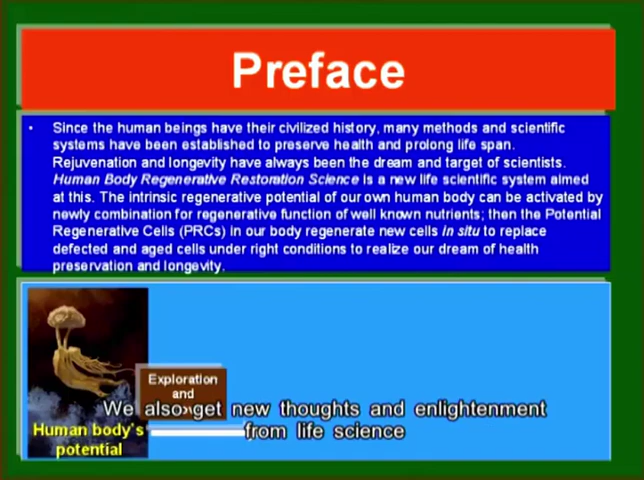 Preface
• Since the human beings have their civilized history, many methods and scientific
systems have been established to preserve health and prolong life span.
Rejuvenation and longevity have always been the dream and target of scientists.
Human Body Regenerative Restoration Science is a new life scientific system aimed
at this. The intrinsic regenerative potential of our own human body can be activated by
newly combination for regenerative function of well known nutrients; then the Potential
Regenerative Cells (PRCs) in our body regenerate new cells in situ to replace
defected and aged cells under right conditions to realize our dream of health
preservation and longevity.
Exploration
and
We also get new thoughts and enlightenment
from life science
Human body's
potential